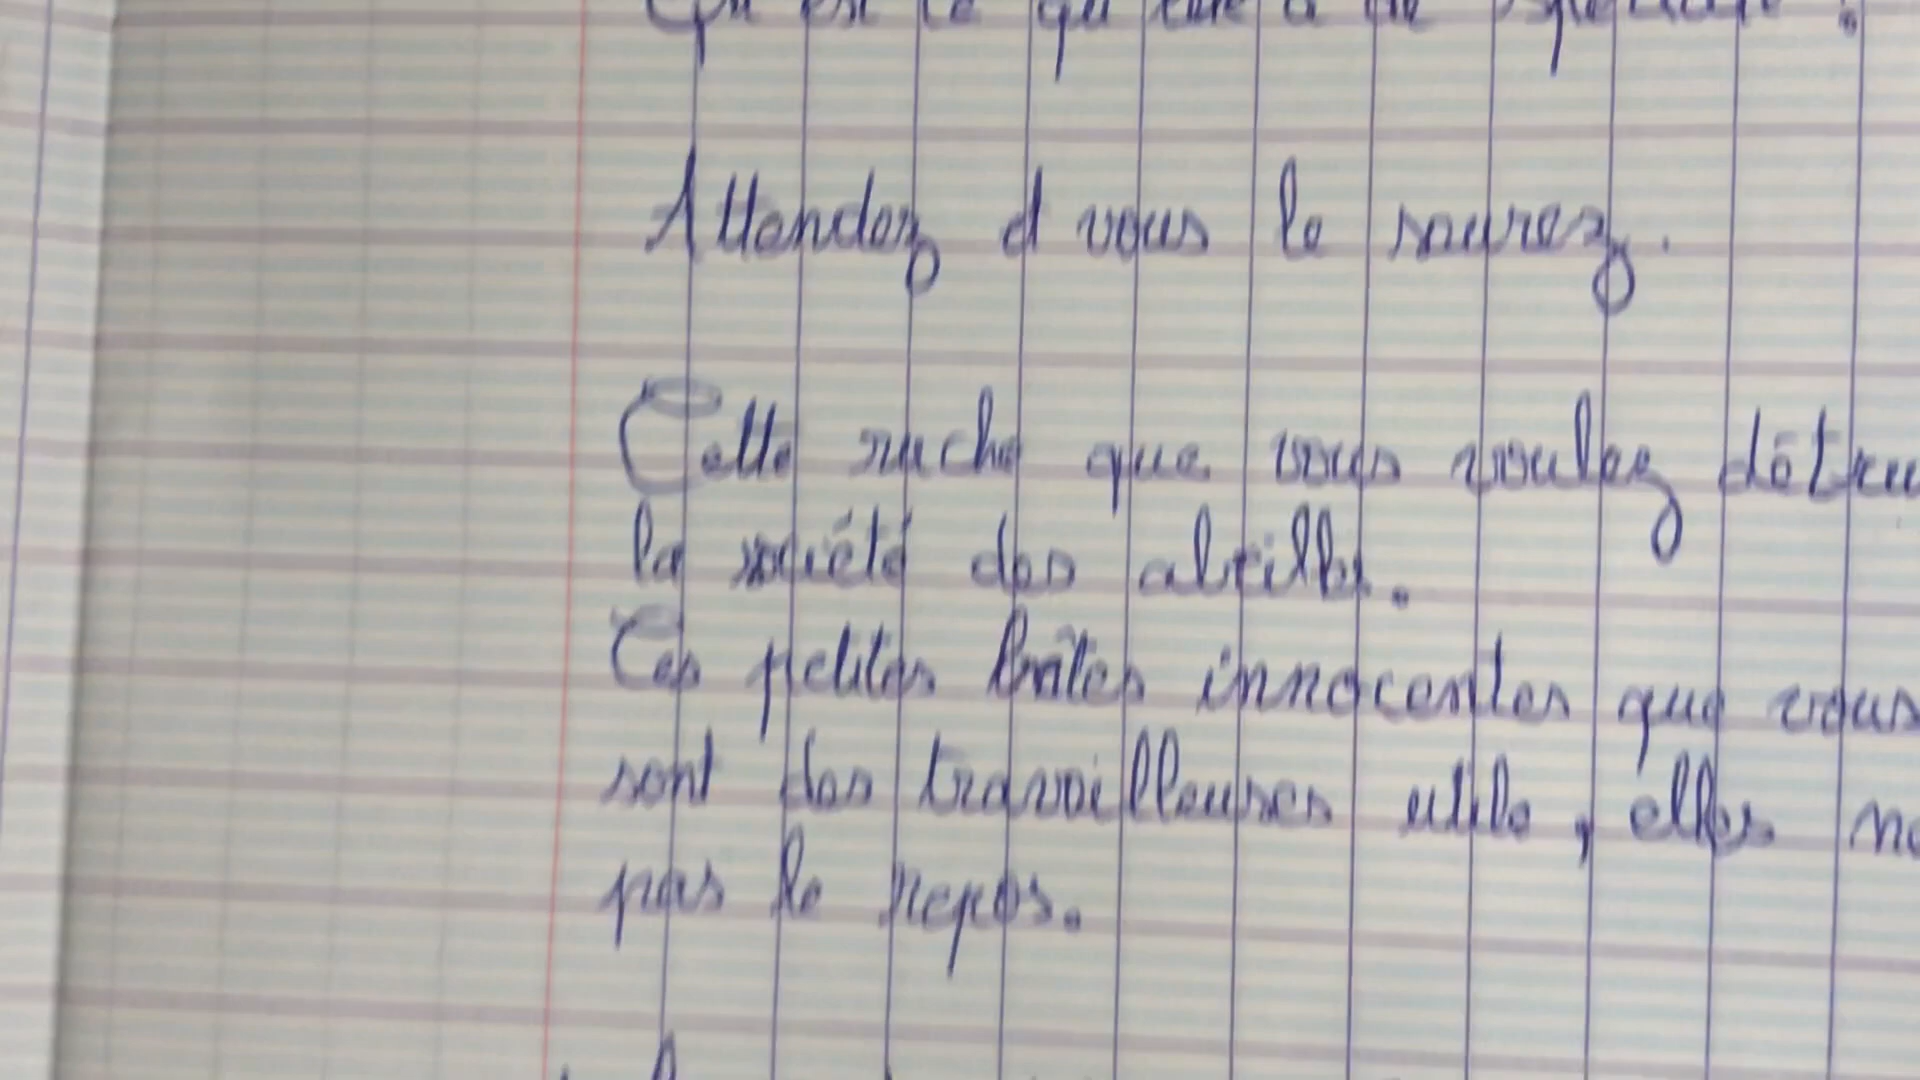 Attendez et vous le saurez.
Cette ruche que vous voulez détru
la société des abeilles.
Ces petites bêtes innocentes que vous
sont des travailleuses utile, elles ne
pas le repos.